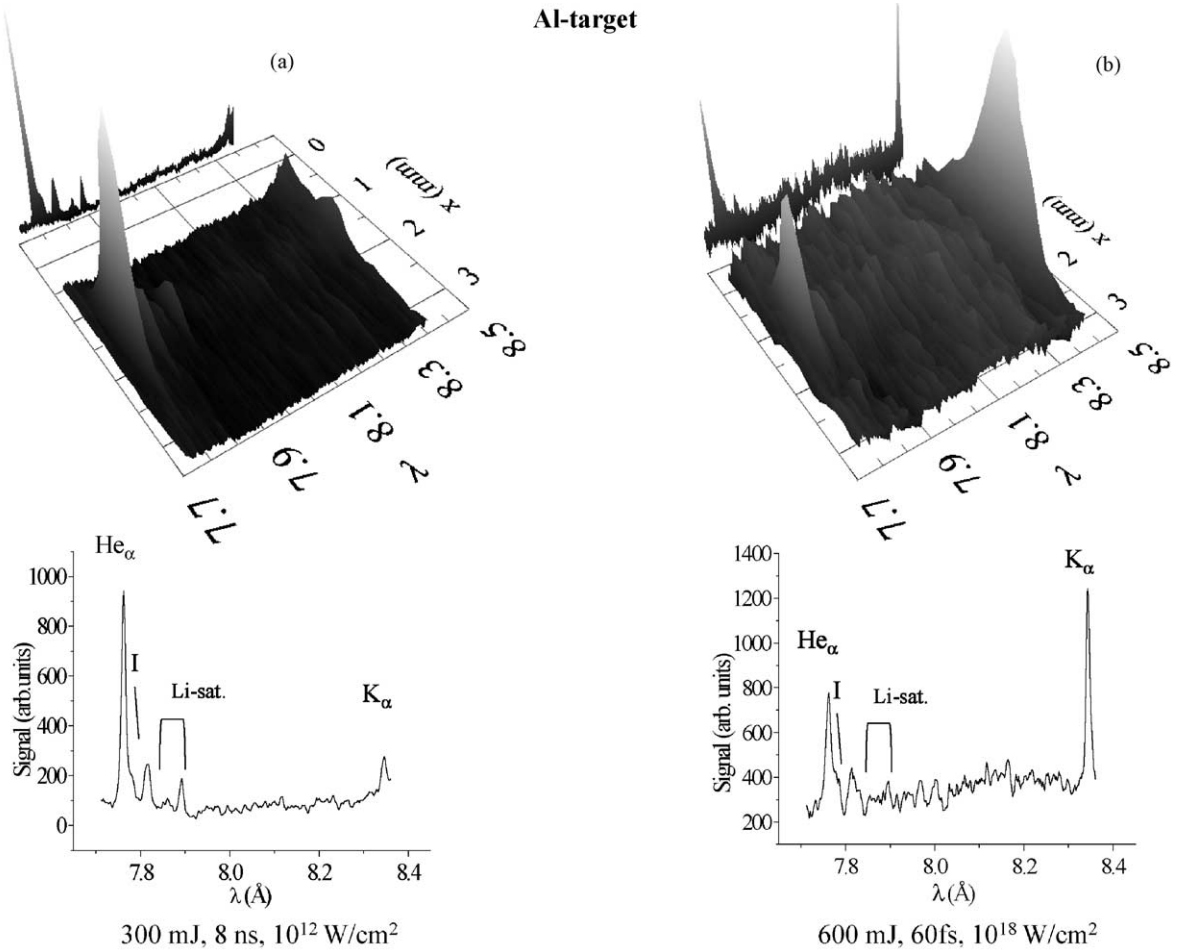 Al-target
(a)
0
1
2
3
x (mm)
8.5
8.3
8.1
λ
7.9
7.7
(b)
x (mm)
2
3
8.5
8.3
8.1
λ
7.9
7.7
Heα
I
Li-sat.
Kα
Signal (arb.units)
1000
800
600
400
200
0
7.8 8.0 8.2 8.4
λ (Å)
300 mJ, 8 ns, 10¹² W/cm²
Heα
I
Li-sat.
Kα
Signal (arb. units)
1400
1200
1000
800
600
400
200
7.8 8.0 8.2 8.4
λ (Å)
600 mJ, 60fs, 10¹⁸ W/cm²